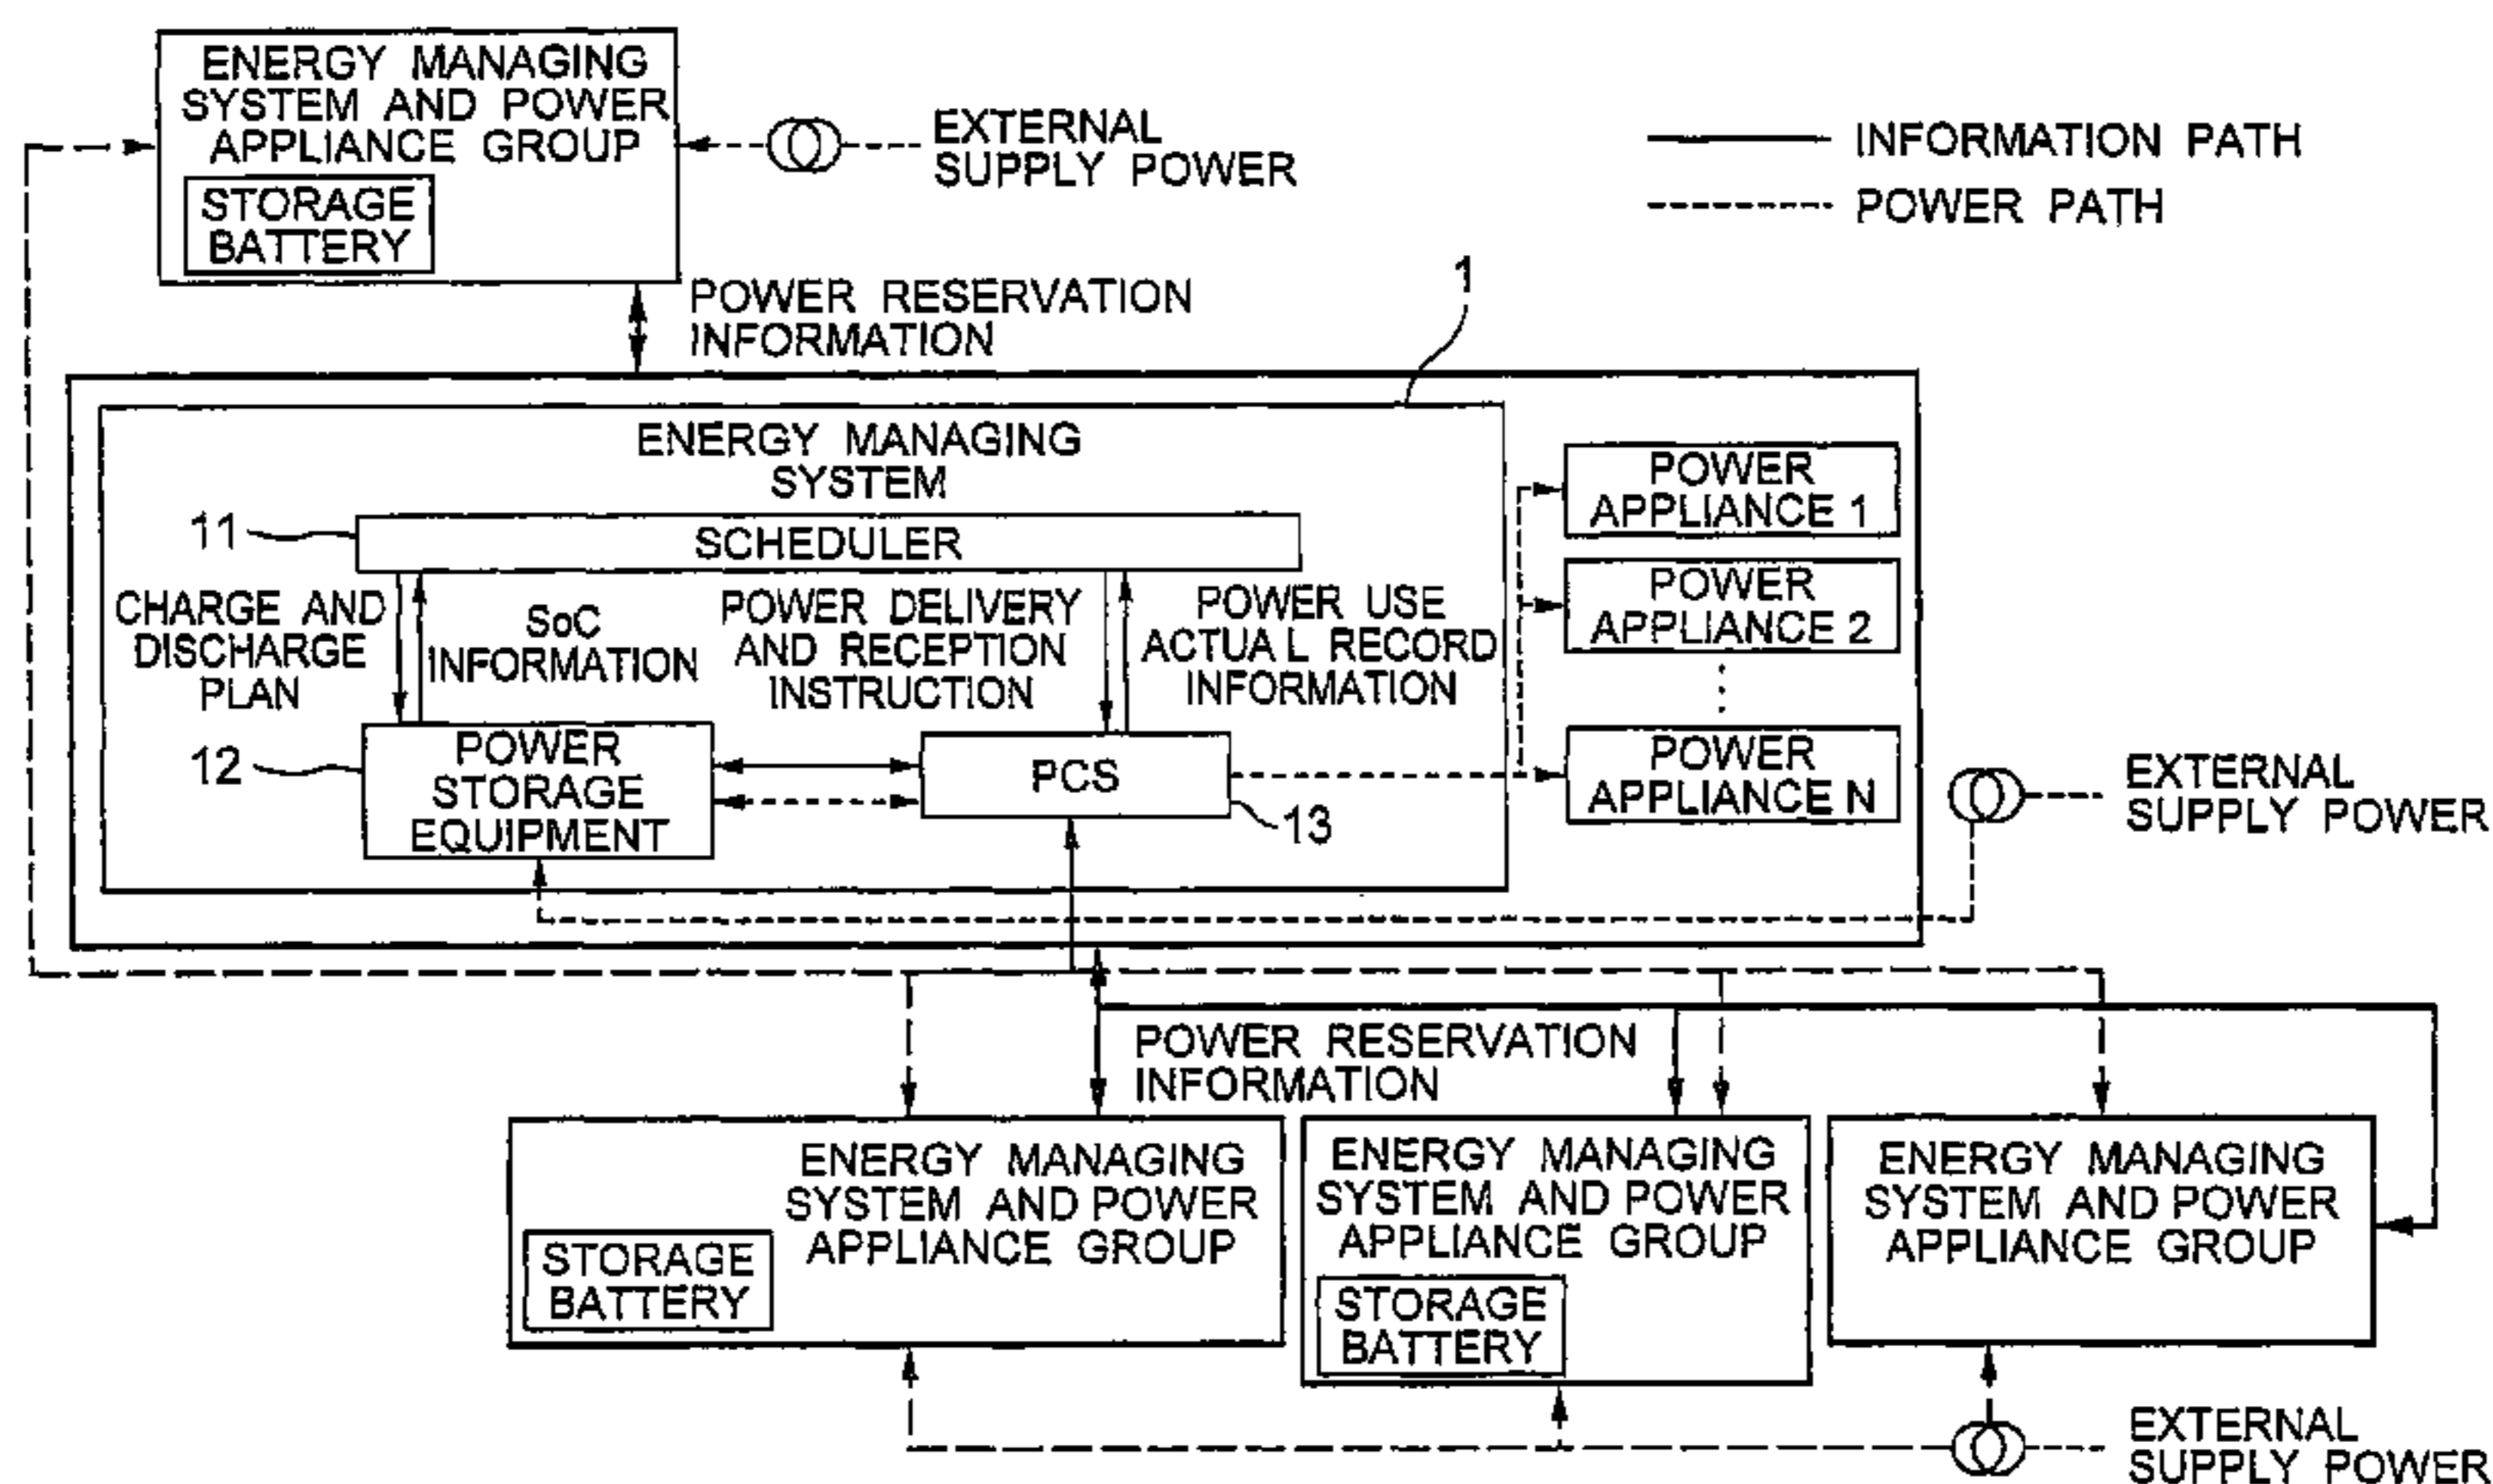 ENERGY MANAGING
SYSTEM AND POWER
APPLIANCE GROUP
STORAGE
BATTERY
EXTERNAL
SUPPLY POWER
INFORMATION PATH
POWER PATH
POWER RESERVATION
INFORMATION
1
ENERGY MANAGING
SYSTEM
11
SCHEDULER
CHARGE AND
DISCHARGE
PLAN
SoC
INFORMATION
POWER DELIVERY
AND RECEPTION
INSTRUCTION
POWER USE
ACTUAL RECORD
INFORMATION
12
POWER
STORAGE
EQUIPMENT
PCS
13
POWER
APPLIANCE 1
POWER
APPLIANCE 2
POWER
APPLIANCE N
EXTERNAL
SUPPLY POWER
POWER RESERVATION
INFORMATION
ENERGY MANAGING
SYSTEM AND POWER
APPLIANCE GROUP
STORAGE
BATTERY
ENERGY MANAGING
SYSTEM AND POWER
APPLIANCE GROUP
STORAGE
BATTERY
ENERGY MANAGING
SYSTEM AND POWER
APPLIANCE GROUP
EXTERNAL
SUPPLY POWER